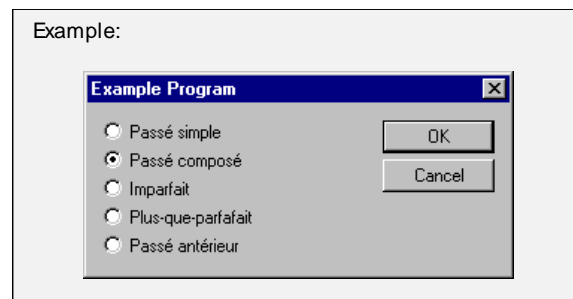 Example:
Example Program
Passé simple
OK
Passé composé
Cancel
Imparfait
Plus-que-parfafait
Passé antérieur